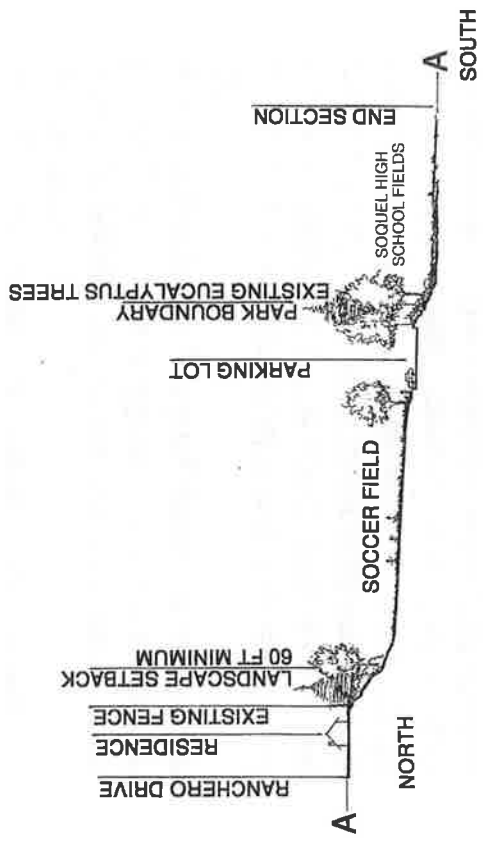 RANCHERO DRIVE
RESIDENCE
EXISTING FENCE
LANDSCAPE SETBACK
60 FT MINIMUM
PARKING LOT
PARK BOUNDARY
EXISTING EUCALYPTUS TREES
END SECTION
SOCCER FIELD
SOQUEL HIGH
SCHOOL FIELDS
A
NORTH
A
SOUTH